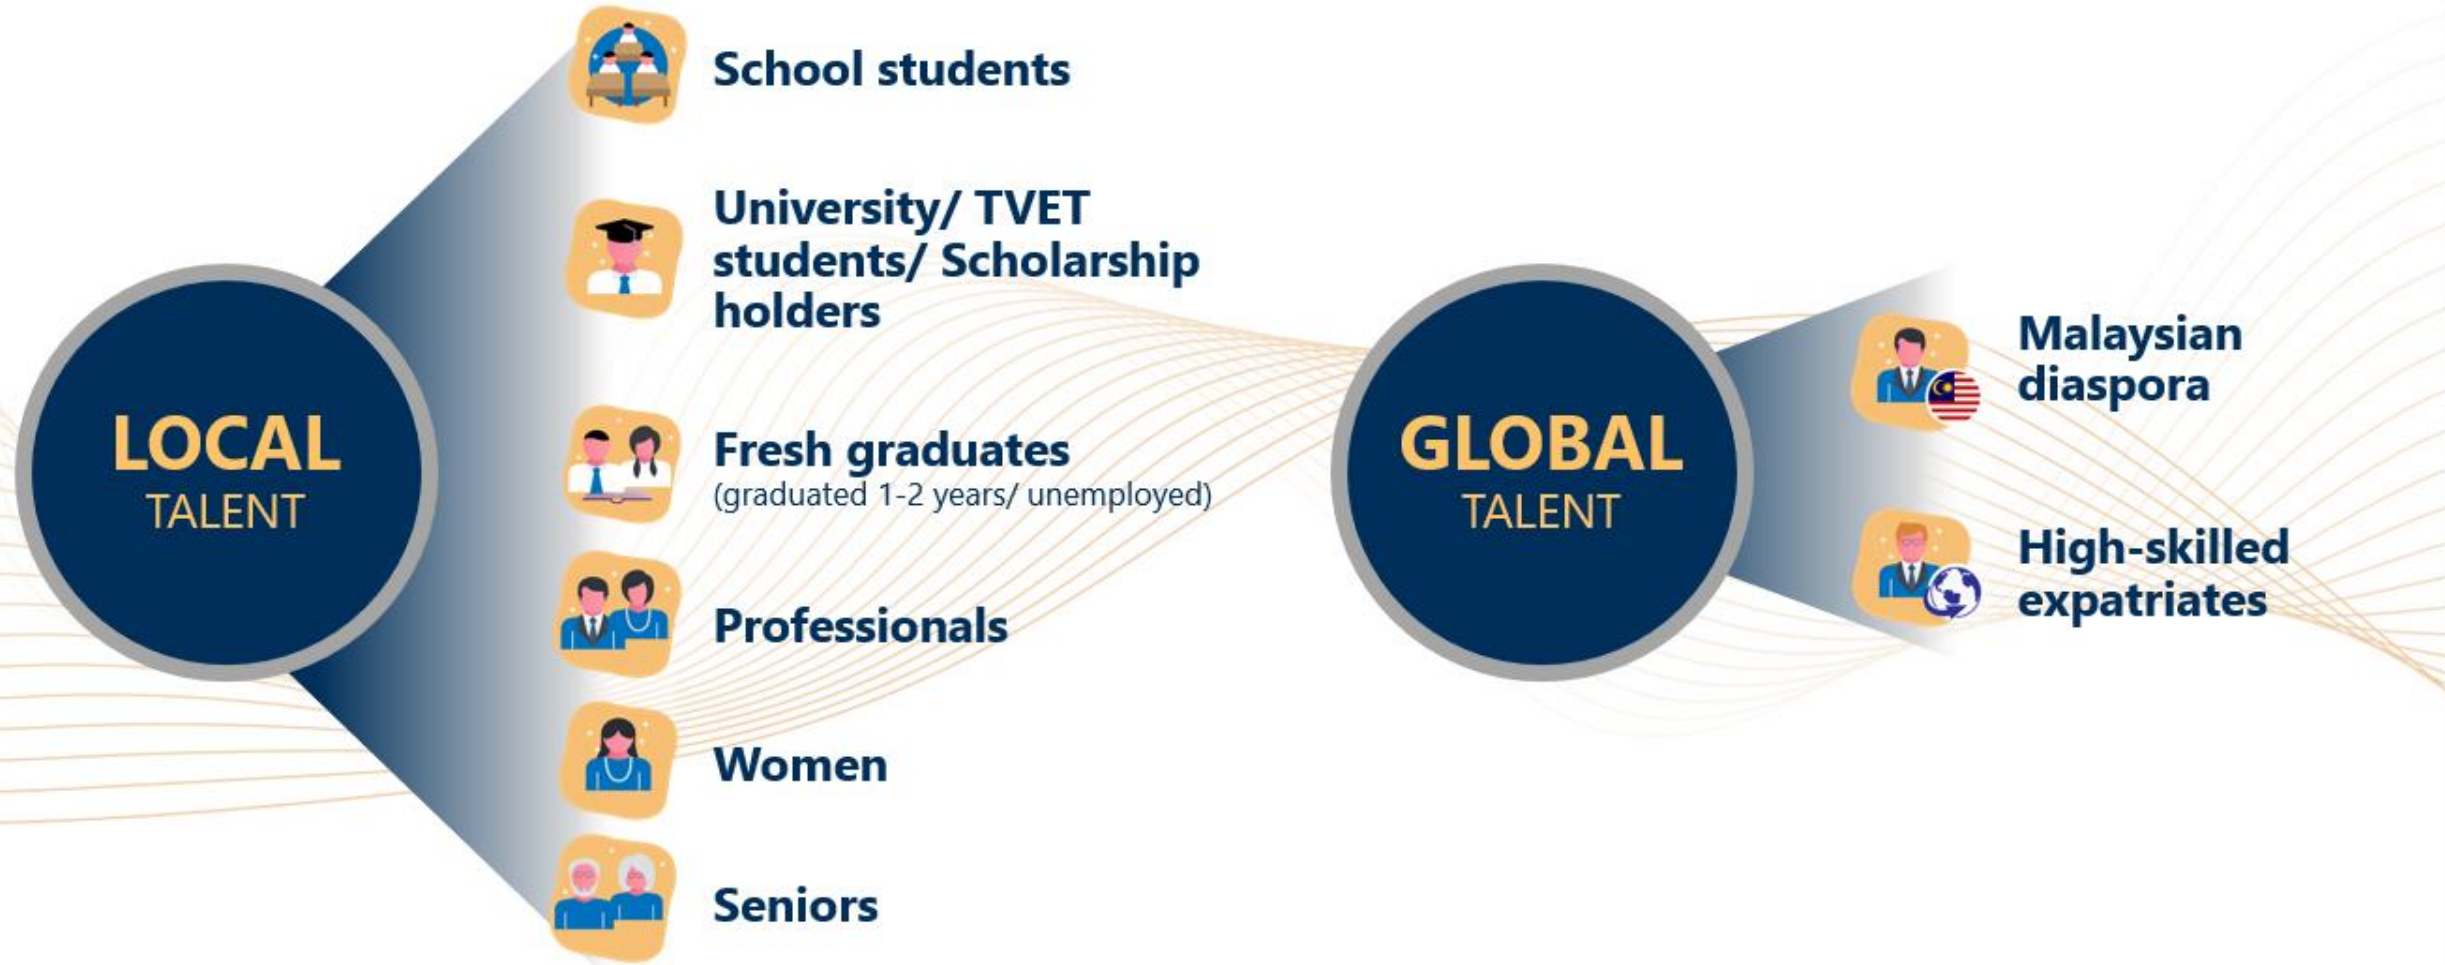 LOCAL
TALENT
School students
University/ TVET
students/ Scholarship
holders
Fresh graduates
(graduated 1-2 years/ unemployed)
Professionals
Women
Seniors
GLOBAL
TALENT
Malaysian
diaspora
High-skilled
expatriates